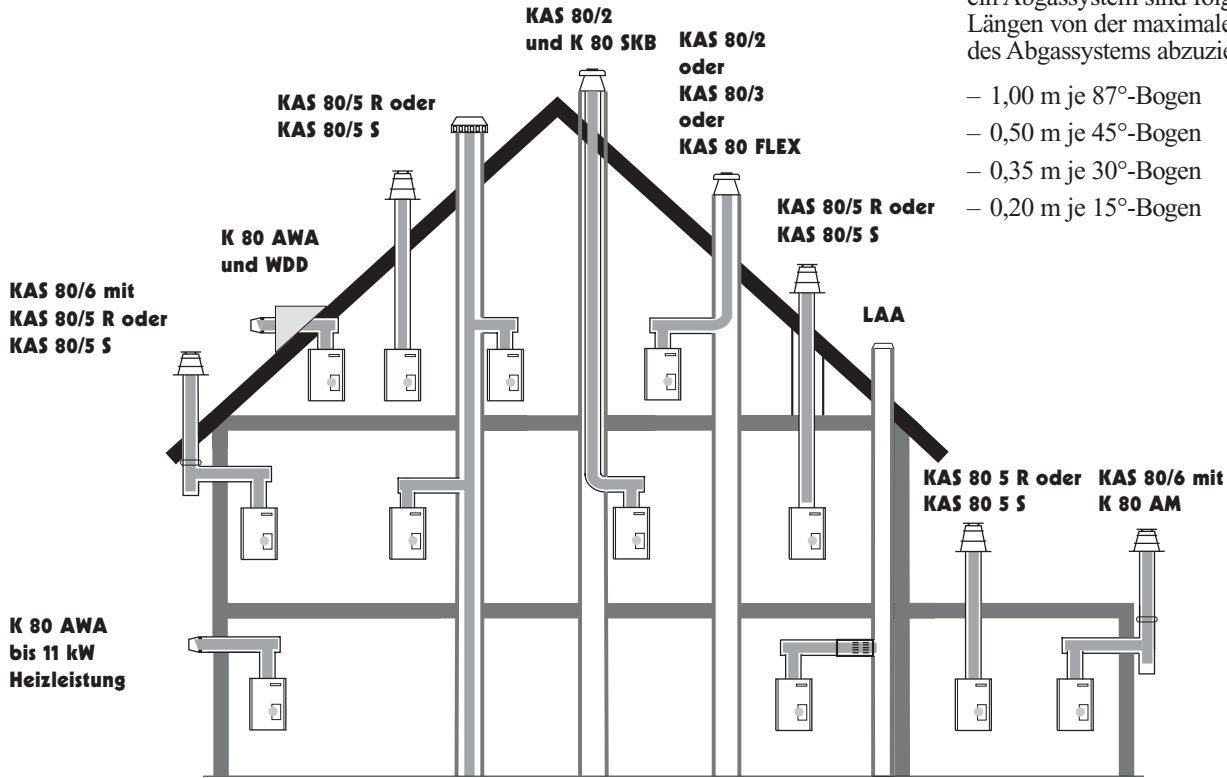 ein Abgassystem sind
Längen von der
des Abgassystems
– 1,00 m je 87°-Bogen
– 0,50 m je 45°-Bogen
– 0,35 m je 30°-Bogen
– 0,20 m je 15°-Bogen
KAS 80/2
und K 80 SKB
KAS 80/2
oder
KAS 80/3
oder
KAS 80 FLEX
KAS 80/5 R oder
KAS 80/5 S
KAS 80/5 R oder
KAS 80/5 S
K 80 AWA
und WDD
KAS 80/6 mit
KAS 80/5 R oder
KAS 80/5 S
LAA
KAS 80 5 R oder
KAS 80 5 S
KAS 80/6 mit
K 80 AM
K 80 AWA
bis 11 kW
Heizleistung